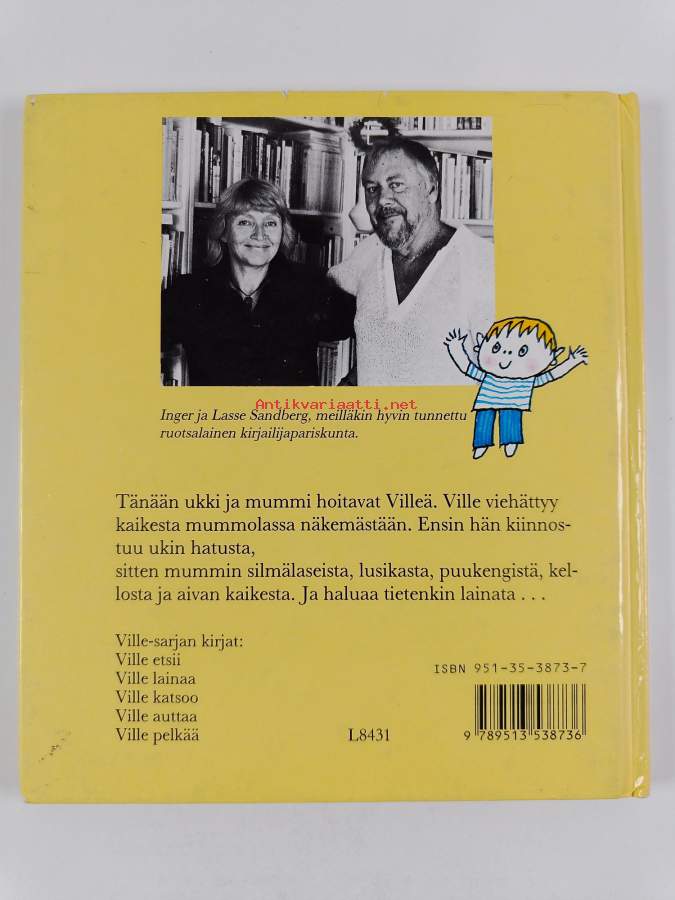 Antikvariaatti.net
Inger ja Lasse Sandberg, meilläkin hyvin tunnettu
ruotsalainen kirjailijapariskunta.
Tänään ukki ja mummi hoitavat Villeä. Ville viehättyy
kaikesta mummolassa näkemästään. Ensin hän kiinnos-
tuu ukin hatusta,
sitten mummin silmälaseista, lusikasta, puukengistä, kel-
losta ja aivan kaikesta. Ja haluaa tietenkin lainata . . .
Ville-sarjan kirjat:
Ville etsii
Ville lainaa
Ville katsoo
Ville auttaa
Ville pelkää
L8431
ISBN 951-35-3873-7
9 789513 538736